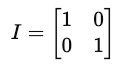 I = [1 0
0 1]